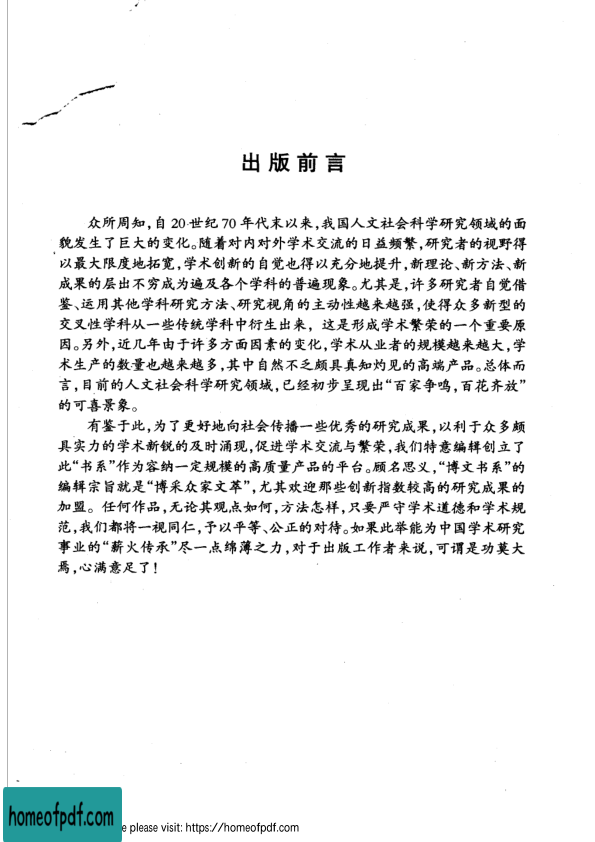 出版前言
众所周知,自20世纪70年代末以来,我国人文社会科学研究领域的面
貌发生了巨大的变化。随着对内对外学术交流的日益频繁,研究者的视野得
以最大限度地拓宽,学术创新的自觉也得以充分地提升,新理论、新方法、新
成果的层出不穷成为遍及各个学科的普遍现象。尤其是,许多研究者自觉借
鉴、运用其他学科研究方法、研究视角的主动性越来越强,使得众多新型的
交叉性学科从一些传统学科中衍生出来,这是形成学术繁荣的一个重要原
因。另外,近几年由于许多方面因素的变化,学术从业者的规模越来越大,学
术生产的数量也越来越多,其中自然不乏颇具真知灼见的高端产品。总体而
言,目前的人文社会科学研究领域,已经初步呈现出“百家争鸣,百花齐放”
的可喜景象。
有鉴于此,为了更好地向社会传播一些优秀的研究成果,以利于众多颇
具实力的学术新锐的及时涌现,促进学术交流与繁荣,我们特意编辑创立了
此“书系”作为容纳一定规模的高质量产品的平台。顾名思义,“博文书系”的
编辑宗旨就是“博采众家文萃”,尤其欢迎那些创新指数较高的研究成果的
加盟。任何作品,无论其观点如何,方法怎样,只要严守学术道德和学术规
范,我们都将一视同仁,予以平等、公正的对待。如果此举能为中国学术研究
事业的“薪火传承”尽一点绵薄之力,对于出版工作者来说,可谓是功莫大
焉,心满意足了!
homeofpdf.com
e please visit: https://homeofpdf.com